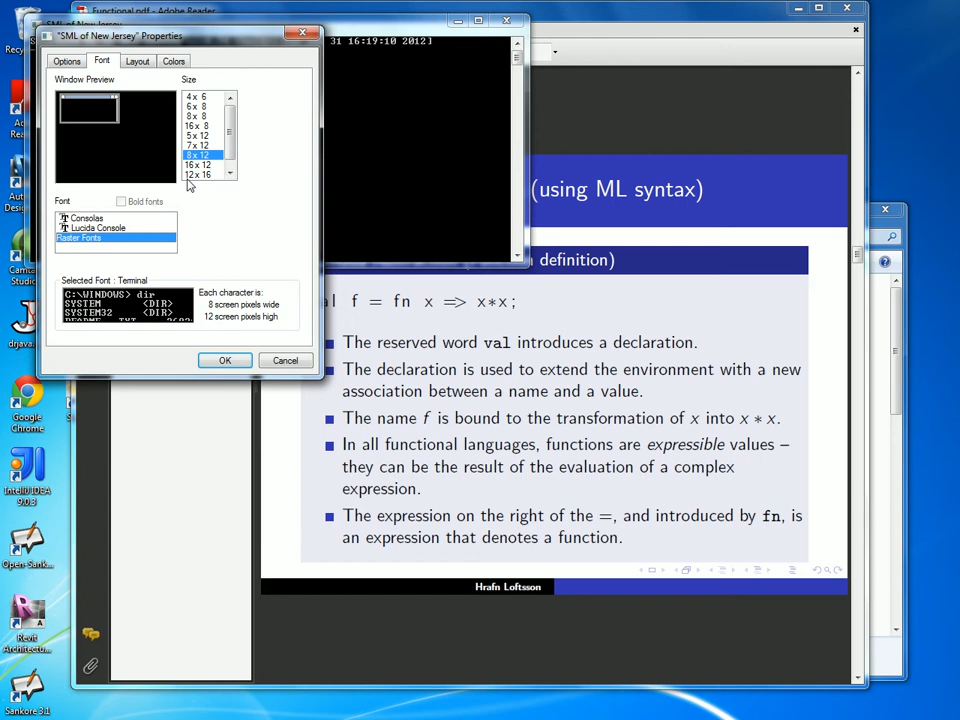 Functional.pdf - Adobe Reader
"SML of New Jersey" Properties
31 16:19:10 2012]
Options
Font
Layout
Colors
Window Preview
Size
4 x 6
6 x 8
8 x 8
16 x 8
5 x 12
7 x 12
8 x 12
16 x 12
12 x 16
Font
Bold fonts
Consolas
Lucida Console
Raster Fonts
Selected Font : Terminal
C:\WINDOWS> dir
SYSTEM <DIR>
SYSTEM32 <DIR>
README TXT
Each character is:
8 screen pixels wide
12 screen pixels high
OK
Cancel
(using ML syntax)
definition)
f = fn x => x*x;
The reserved word val introduces a declaration.
The declaration is used to extend the environment with a new
association between a name and a value.
The name f is bound to the transformation of x into x * x.
In all functional languages, functions are expressible values –
they can be the result of the evaluation of a complex
expression.
The expression on the right of the =, and introduced by fn, is
an expression that denotes a function.
Hrafn Loftsson
Google
Chrome
IntelliJ IDEA
9.0.3
Open-Sank...
Revit
Architectu...
Sankore 3.1